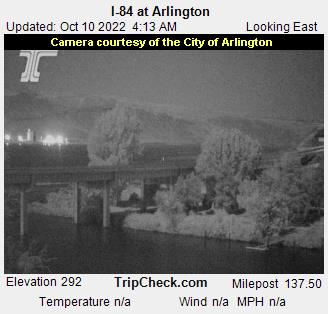 I-84 at Arlington
Updated: Oct 10 2022 4:13 AM Looking East
Camera courtesy of the City of Arlington
Elevation 292 TripCheck.com Milepost 137.50
Temperature n/a Wind n/a MPH n/a